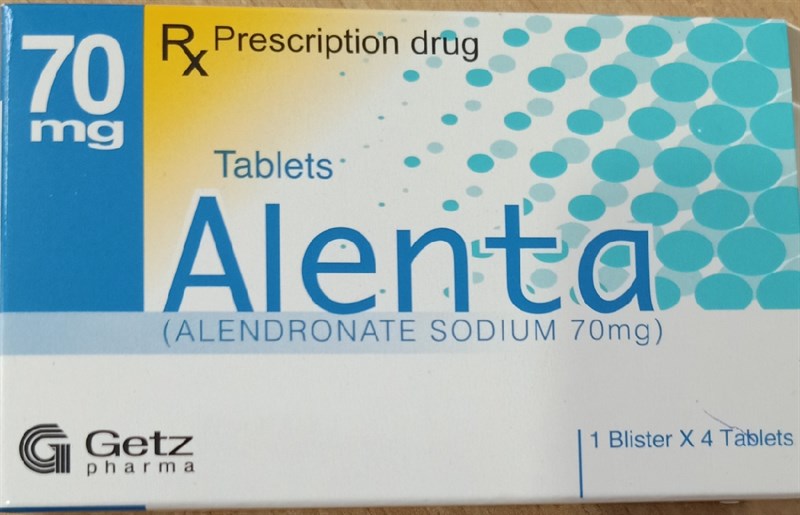 70
mg
Rx Prescription drug
Tablets
Alenta
(ALENDRONATE SODIUM 70mg)
Getz
pharma
1 Blister X 4 Tablets